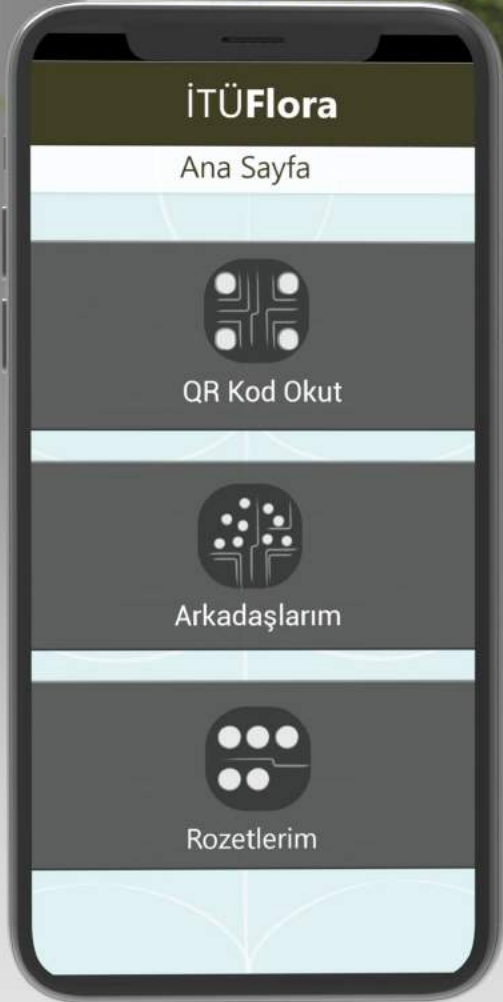 İTÜFlora
Ana Sayfa
QR Kod Okut
Arkadaşlarım
Rozetlerim